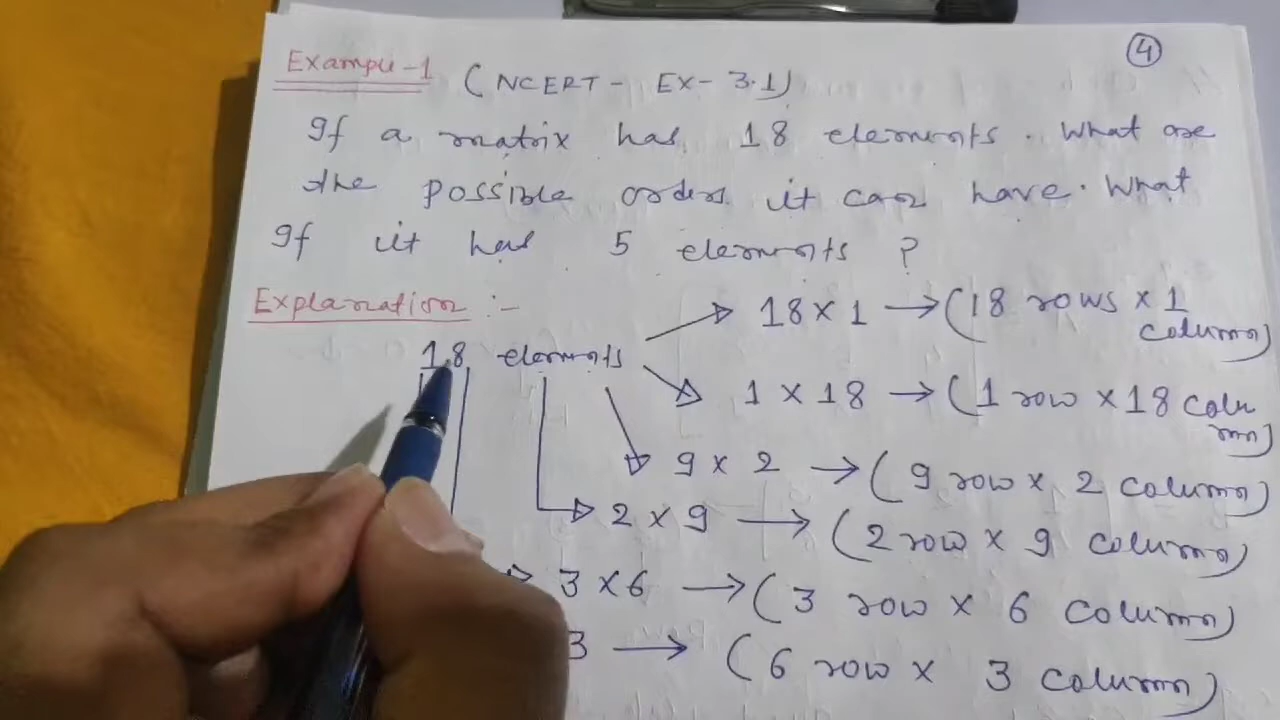 4
Example-1 (NCERT - EX- 3.1)
If a matrix has 18 elements. What are
the possible orders it can have. What
If it has 5 elements ?
Explanation :-
18 elements
18 × 1 → (18 rows × 1
column)
1 × 18 → (1 row × 18 colu
mn)
9 × 2 → (9 row × 2 column)
2 × 9 → (2 row × 9 column)
3 × 6 → (3 row × 6 column)
3 → (6 row × 3 column)